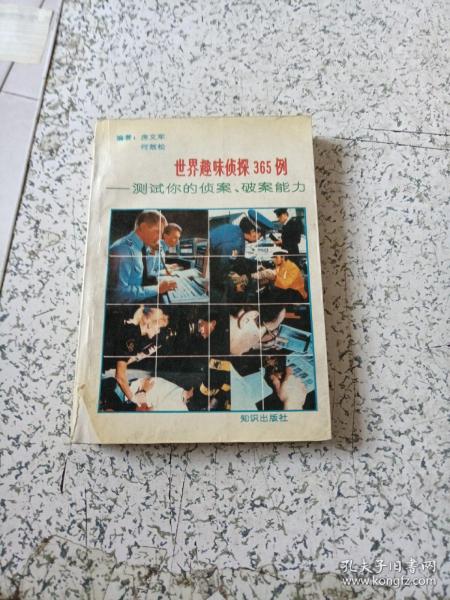 编著：庞文军
何敖松
世界趣味侦探365例
——测试你的侦案、破案能力
知识出版社
孔夫子旧书网
www.kongfz.com